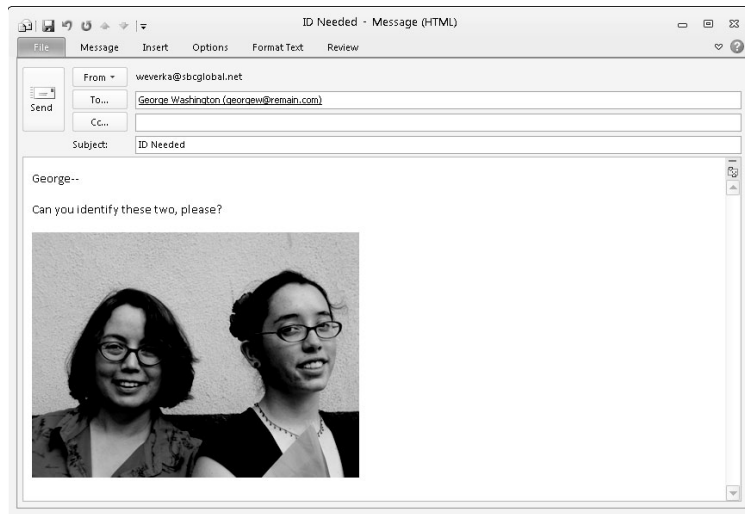 ID Needed - Message (HTML)
File Message Insert Options Format Text Review
From weverka@sbcglobal.net
Send
To... George Washington (georgew@remain.com)
Cc...
Subject: ID Needed
George--
Can you identify these two, please?